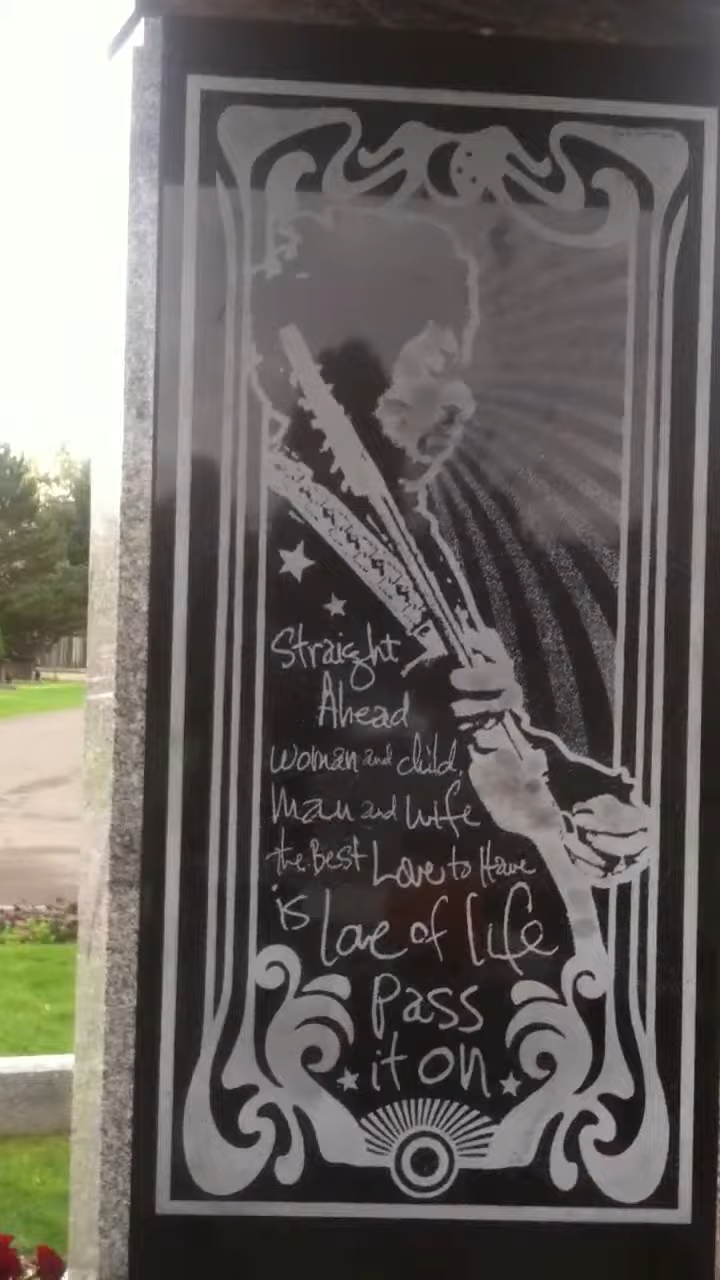 Straight
Ahead
woman and child,
Man and Wife
the Best Love to Have
is Love of Life
Pass
it on